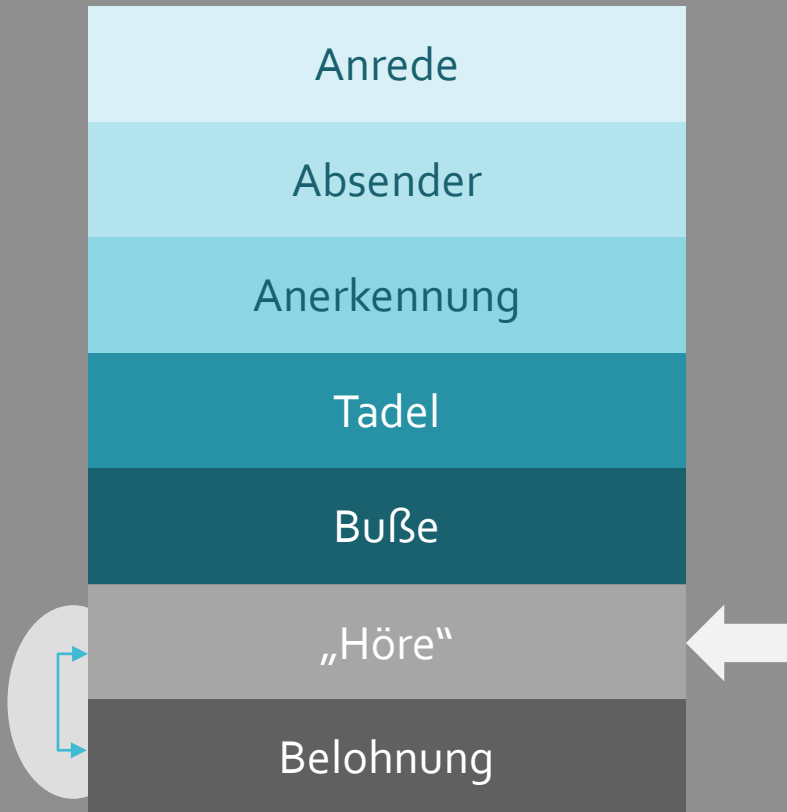 Anrede
Absender
Anerkennung
Tadel
Buße
„Höre“
Belohnung